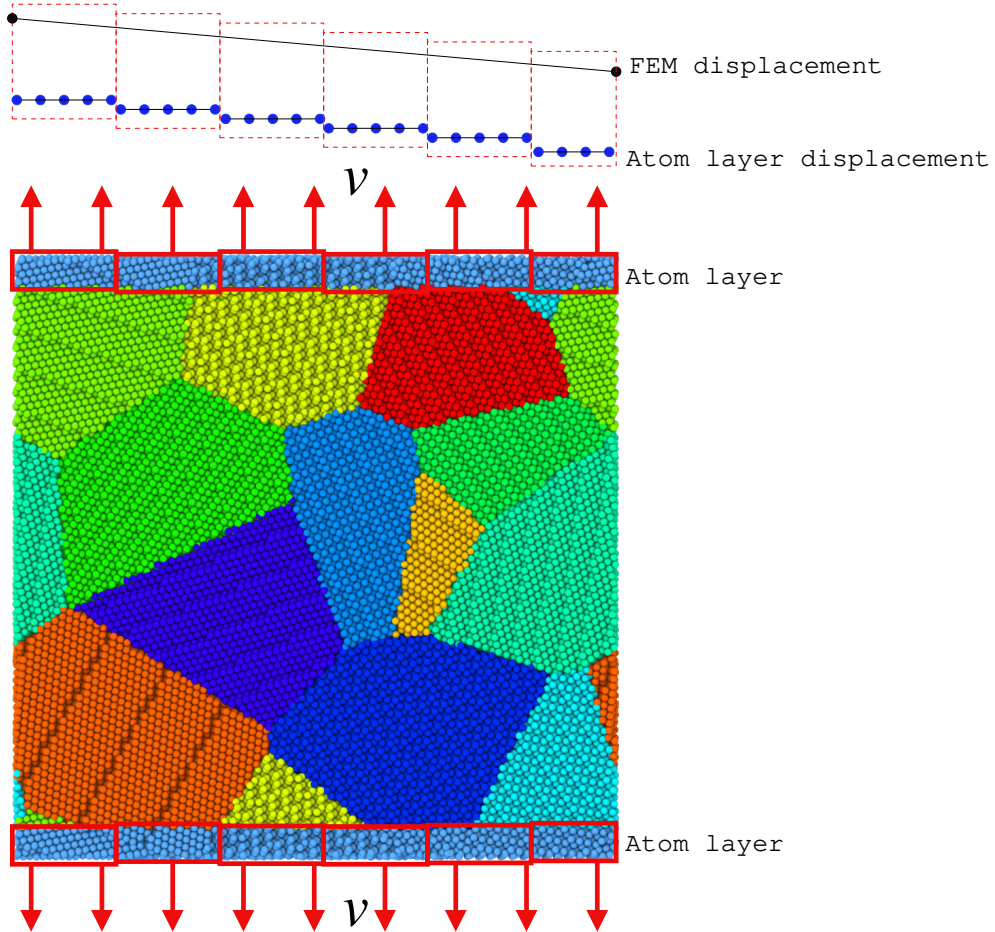 FEM displacement
Atom layer displacement
v
Atom layer
Atom layer
v